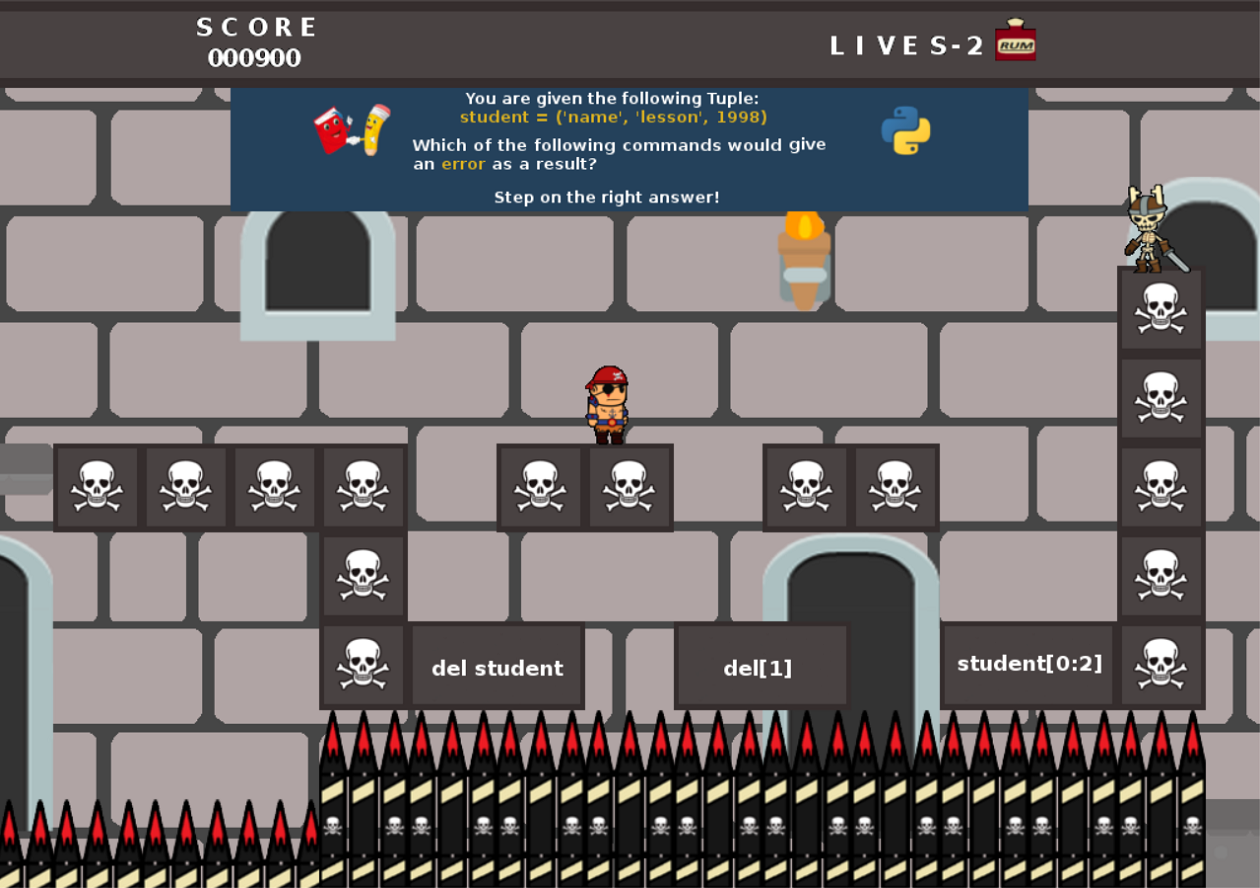 SCORE
000900
LIVES-2
RUM
You are given the following Tuple:
student = ('name', 'lesson', 1998)
Which of the following commands would give
an error as a result?
Step on the right answer!
del student
del[1]
student[0:2]